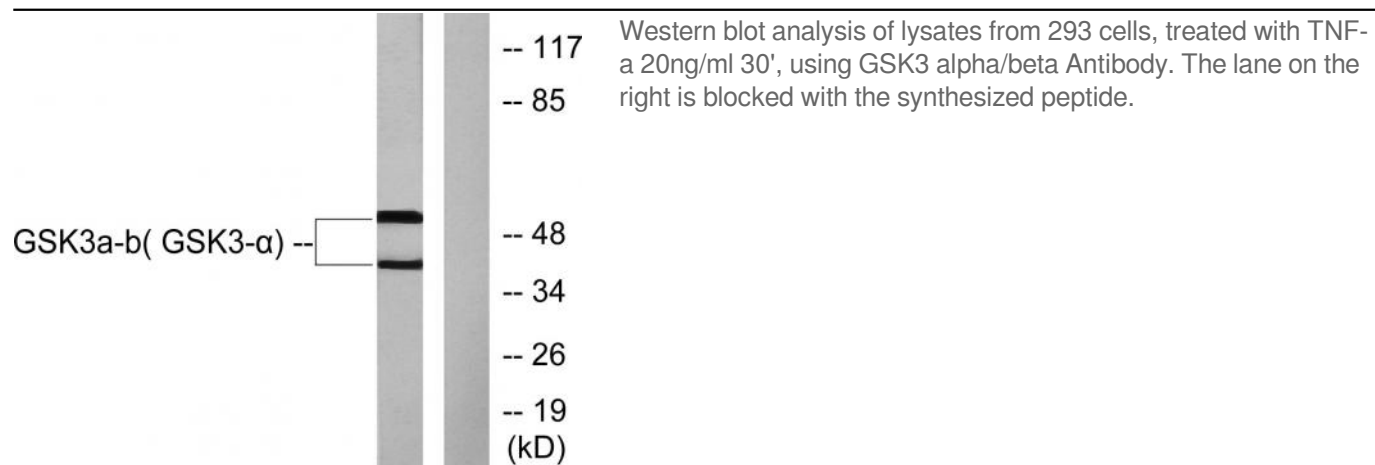 -- 117
-- 85
GSK3a-b( GSK3-α) --
-- 48
-- 34
-- 26
-- 19
(kD)
Western blot analysis of lysates from 293 cells, treated with TNF-
a 20ng/ml 30', using GSK3 alpha/beta Antibody. The lane on the
right is blocked with the synthesized peptide.